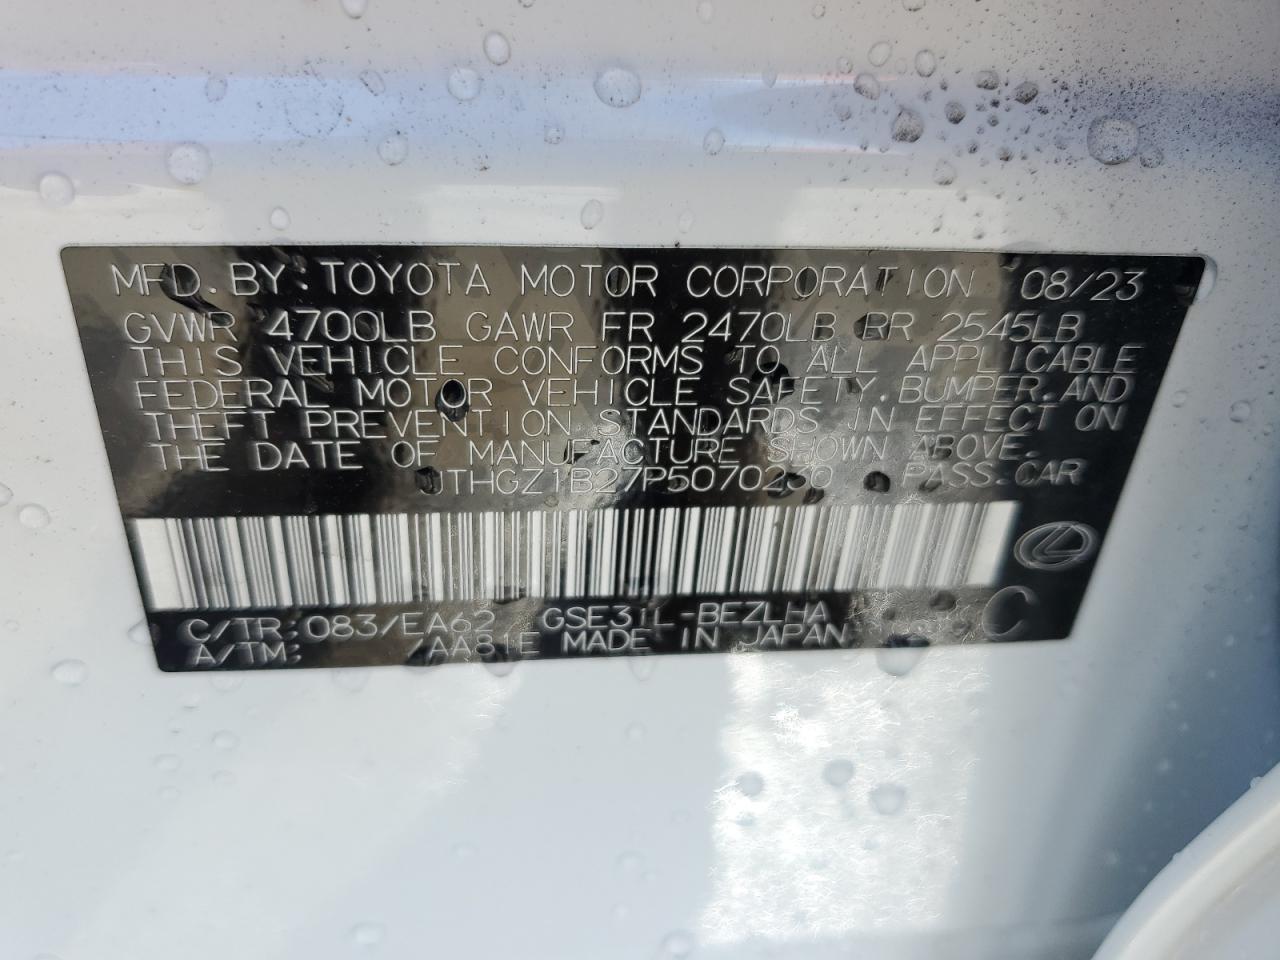 MFD. BY: TOYOTA MOTOR CORPORATION 08/23
GVWR 4700LB GAWR FR 2470LB RR 2545LB
THIS VEHICLE CONFORMS TO ALL APPLICABLE
FEDERAL MOTOR VEHICLE SAFETY, BUMPER, AND
THEFT PREVENTION STANDARDS IN EFFECT ON
THE DATE OF MANUFACTURE SHOWN ABOVE.
JTHGZ1B27P5070230 PASS. CAR
C/TR: 083/EA62 GSE31L-BEZLHA
A/TM: /AA81E MADE IN JAPAN
C